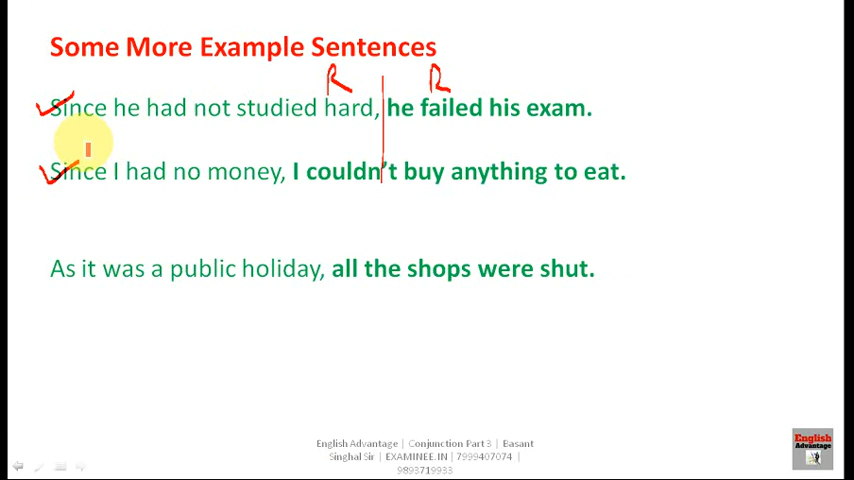 Some More Example Sentences
R R
Since he had not studied hard, he failed his exam.
Since I had no money, I couldn't buy anything to eat.
As it was a public holiday, all the shops were shut.
English Advantage | Conjunction Part 3 | Basant
Singhal Sir | EXAMINEE.IN | 7999407074 |
9893719933
English
Advantage